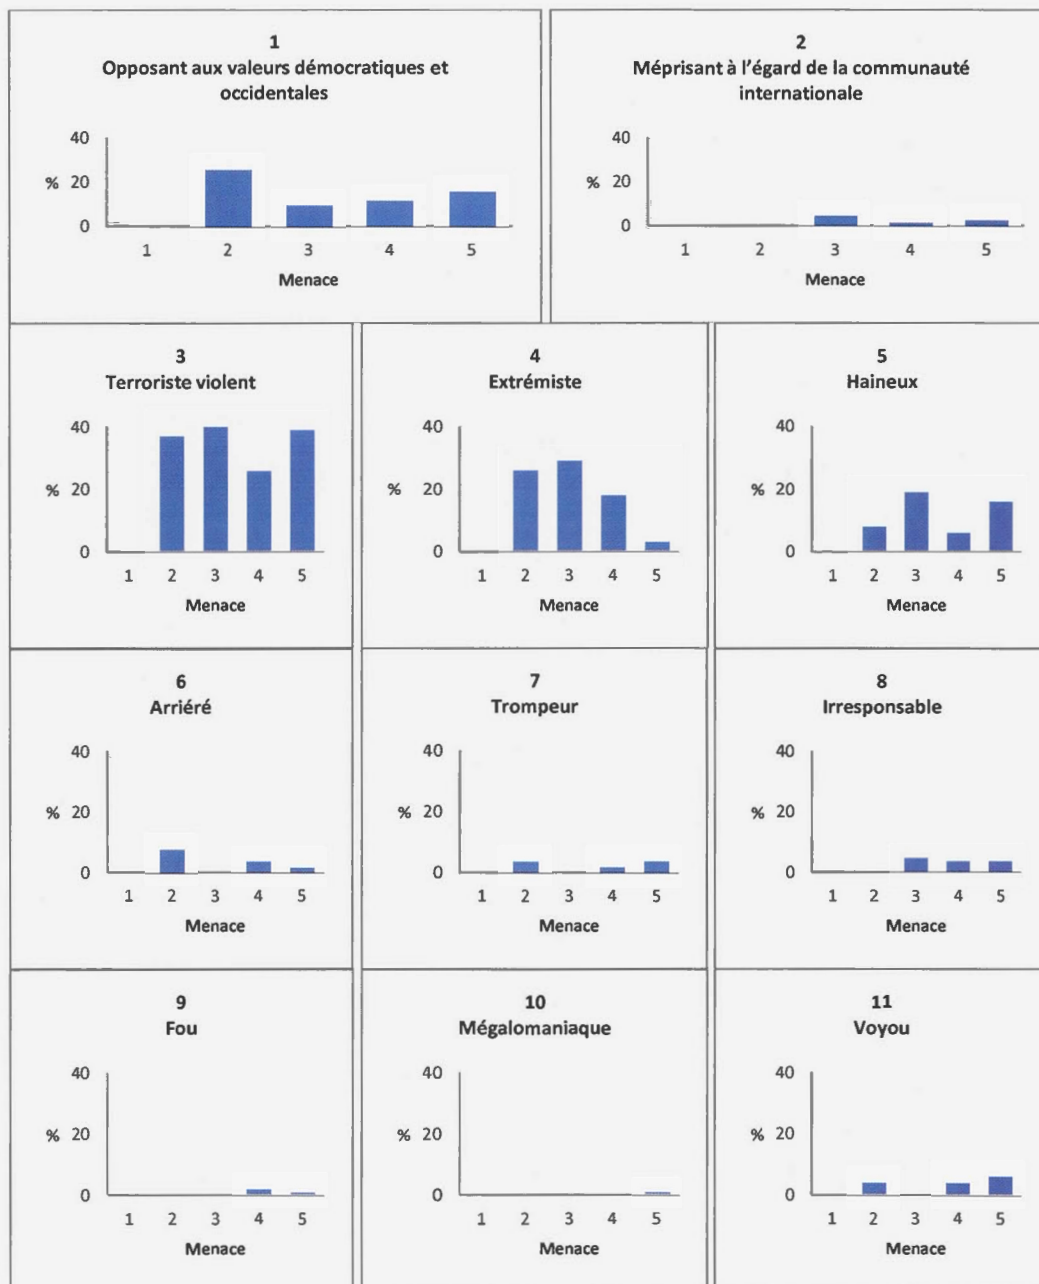 1
Opposant aux valeurs démocratiques et
occidentales
40
% 20
0
1 2 3 4 5
Menace
2
Méprisant à l'égard de la communauté
internationale
40
% 20
0
1 2 3 4 5
Menace
3
Terroriste violent
40
% 20
0
1 2 3 4 5
Menace
4
Extrémiste
40
% 20
0
1 2 3 4 5
Menace
5
Haineux
40
% 20
0
1 2 3 4 5
Menace
6
Arriéré
40
% 20
0
1 2 3 4 5
Menace
7
Trompeur
40
% 20
0
1 2 3 4 5
Menace
8
Irresponsable
40
% 20
0
1 2 3 4 5
Menace
9
Fou
40
% 20
0
1 2 3 4 5
Menace
10
Mégalomaniaque
40
% 20
0
1 2 3 4 5
Menace
11
Voyou
40
% 20
0
1 2 3 4 5
Menace